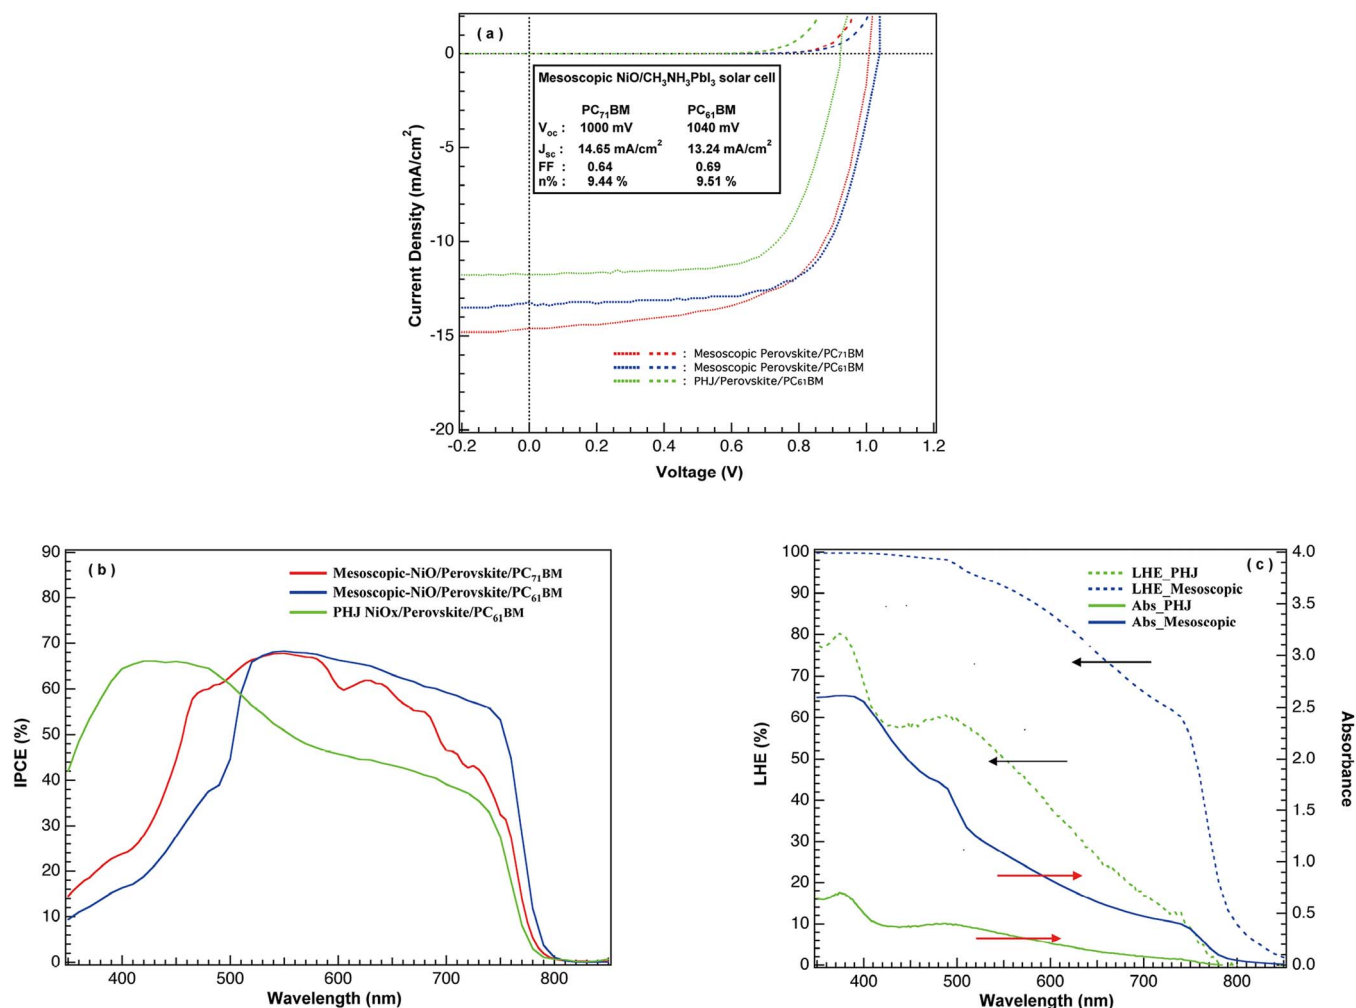 ( a )
0
-5
-10
-15
-20
Current Density (mA/cm²)
Mesoscopic NiO/CH₃NH₃PbI₃ solar cell
PC₇₁BM PC₆₁BM
Vₒc : 1000 mV 1040 mV
Jsc : 14.65 mA/cm² 13.24 mA/cm²
FF : 0.64 0.69
n% : 9.44 % 9.51 %
: Mesoscopic Perovskite/PC₇₁BM
: Mesoscopic Perovskite/PC₆₁BM
: PHJ/Perovskite/PC₆₁BM
-0.2 0.0 0.2 0.4 0.6 0.8 1.0 1.2
Voltage (V)
( b )
90
80
70
60
50
40
30
20
10
0
IPCE (%)
Mesoscopic-NiO/Perovskite/PC₇₁BM
Mesoscopic-NiO/Perovskite/PC₆₁BM
PHJ NiOx/Perovskite/PC₆₁BM
400 500 600 700 800
Wavelength (nm)
( c )
100
90
80
70
60
50
40
30
20
10
0
LHE (%)
LHE_PHJ
LHE_Mesoscopic
Abs_PHJ
Abs_Mesoscopic
4.0
3.5
3.0
2.5
2.0
1.5
1.0
0.5
0.0
Absorbance
400 500 600 700 800
Wavelength (nm)